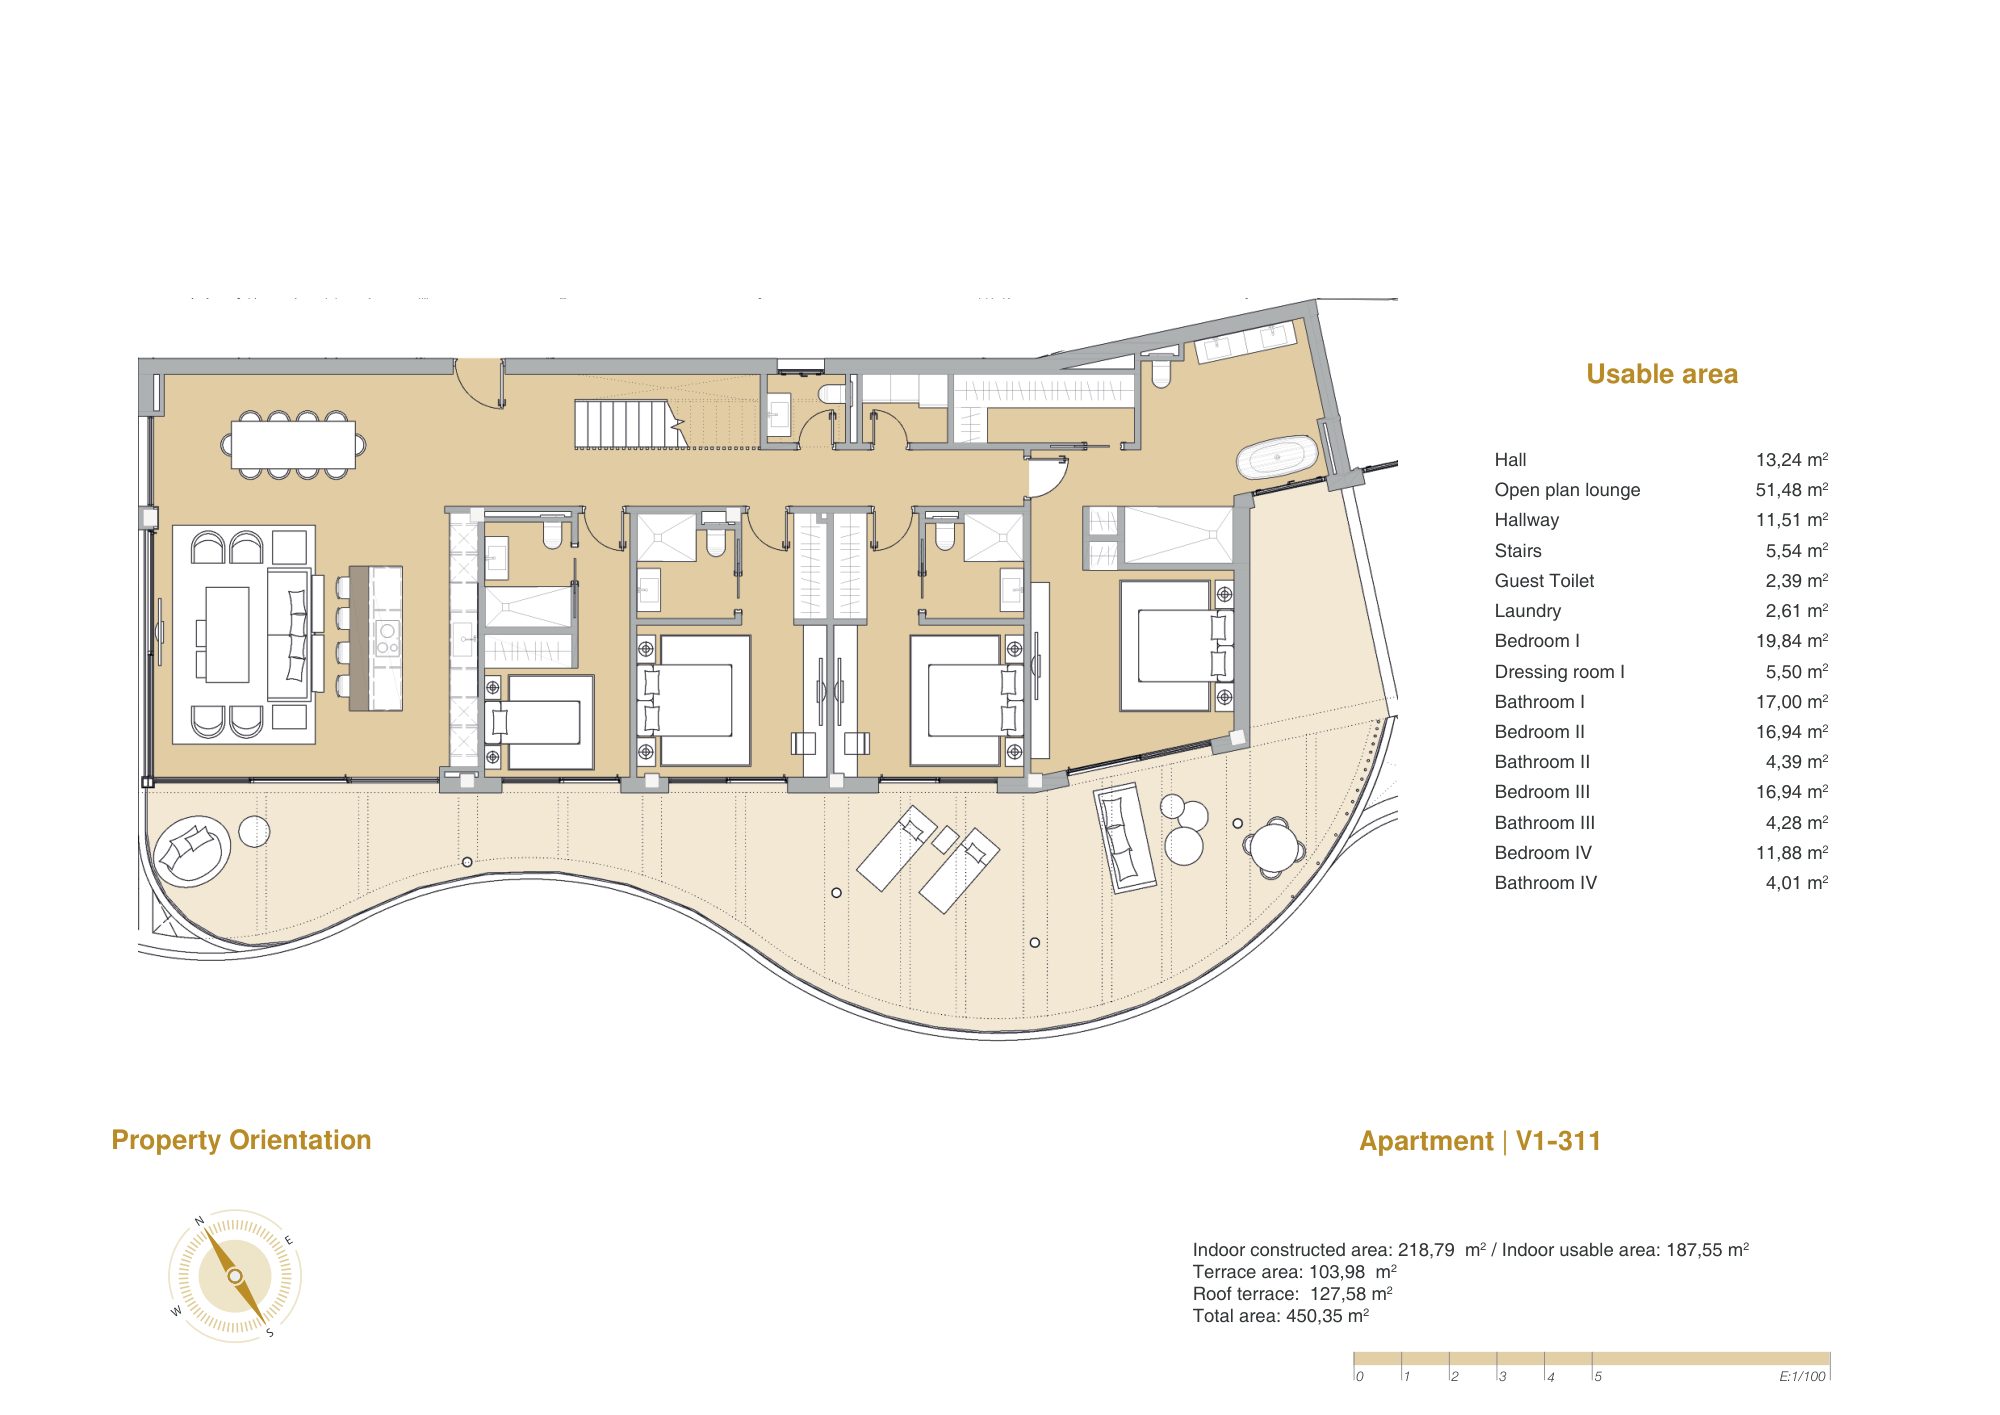 Usable area
Hall 13,24 m²
Open plan lounge 51,48 m²
Hallway 11,51 m²
Stairs 5,54 m²
Guest Toilet 2,39 m²
Laundry 2,61 m²
Bedroom I 19,84 m²
Dressing room I 5,50 m²
Bathroom I 17,00 m²
Bedroom II 16,94 m²
Bathroom II 4,39 m²
Bedroom III 16,94 m²
Bathroom III 4,28 m²
Bedroom IV 11,88 m²
Bathroom IV 4,01 m²
Property Orientation
N
E
W
S
Apartment | V1-311
Indoor constructed area: 218,79 m² / Indoor usable area: 187,55 m²
Terrace area: 103,98 m²
Roof terrace: 127,58 m²
Total area: 450,35 m²
0 1 2 3 4 5 E:1/100